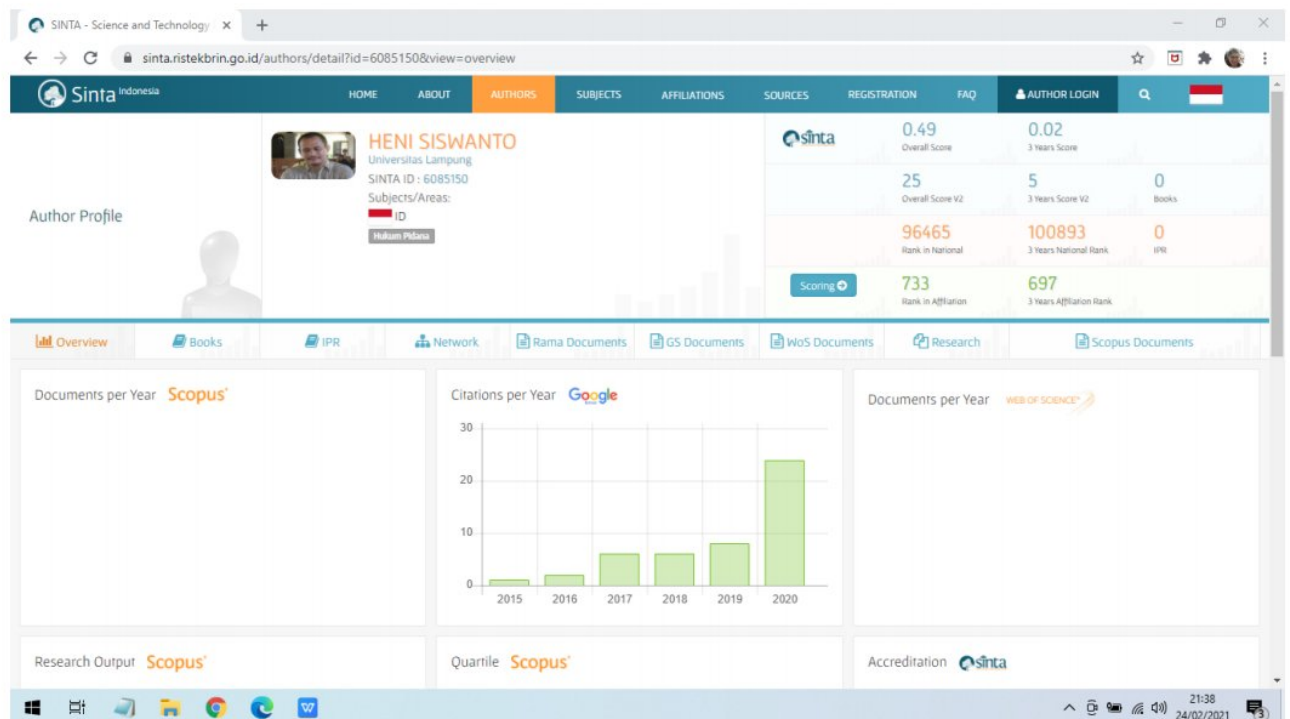 SINTA - Science and Technology
sinta.ristekbrin.go.id/authors/detail?id=6085150&view=overview
Sinta Indonesia
HOME ABOUT AUTHORS SUBJECTS AFFILIATIONS SOURCES REGISTRATION FAQ AUTHOR LOGIN
Author Profile
HENI SISWANTO
Universitas Lampung
SINTA ID : 6085150
Subjects/Areas:
ID
Hukum Pidana
sinta
0.49 0.02
Overall Score 3 Years Score
25 5 0
Overall Score V2 3 Years Score V2 Books
96465 100893 0
Rank in National 3 Years National Rank IPR
Scoring
733 697
Rank in Affiliation 3 Years Affiliation Rank
Overview Books IPR Network Rama Documents GS Documents WoS Documents Research Scopus Documents
Documents per Year Scopus
Citations per Year Google
30
20
10
0
2015 2016 2017 2018 2019 2020
Documents per Year WEB OF SCIENCE
Research Output Scopus
Quartile Scopus
Accreditation sinta
21:38
24/02/2021
3